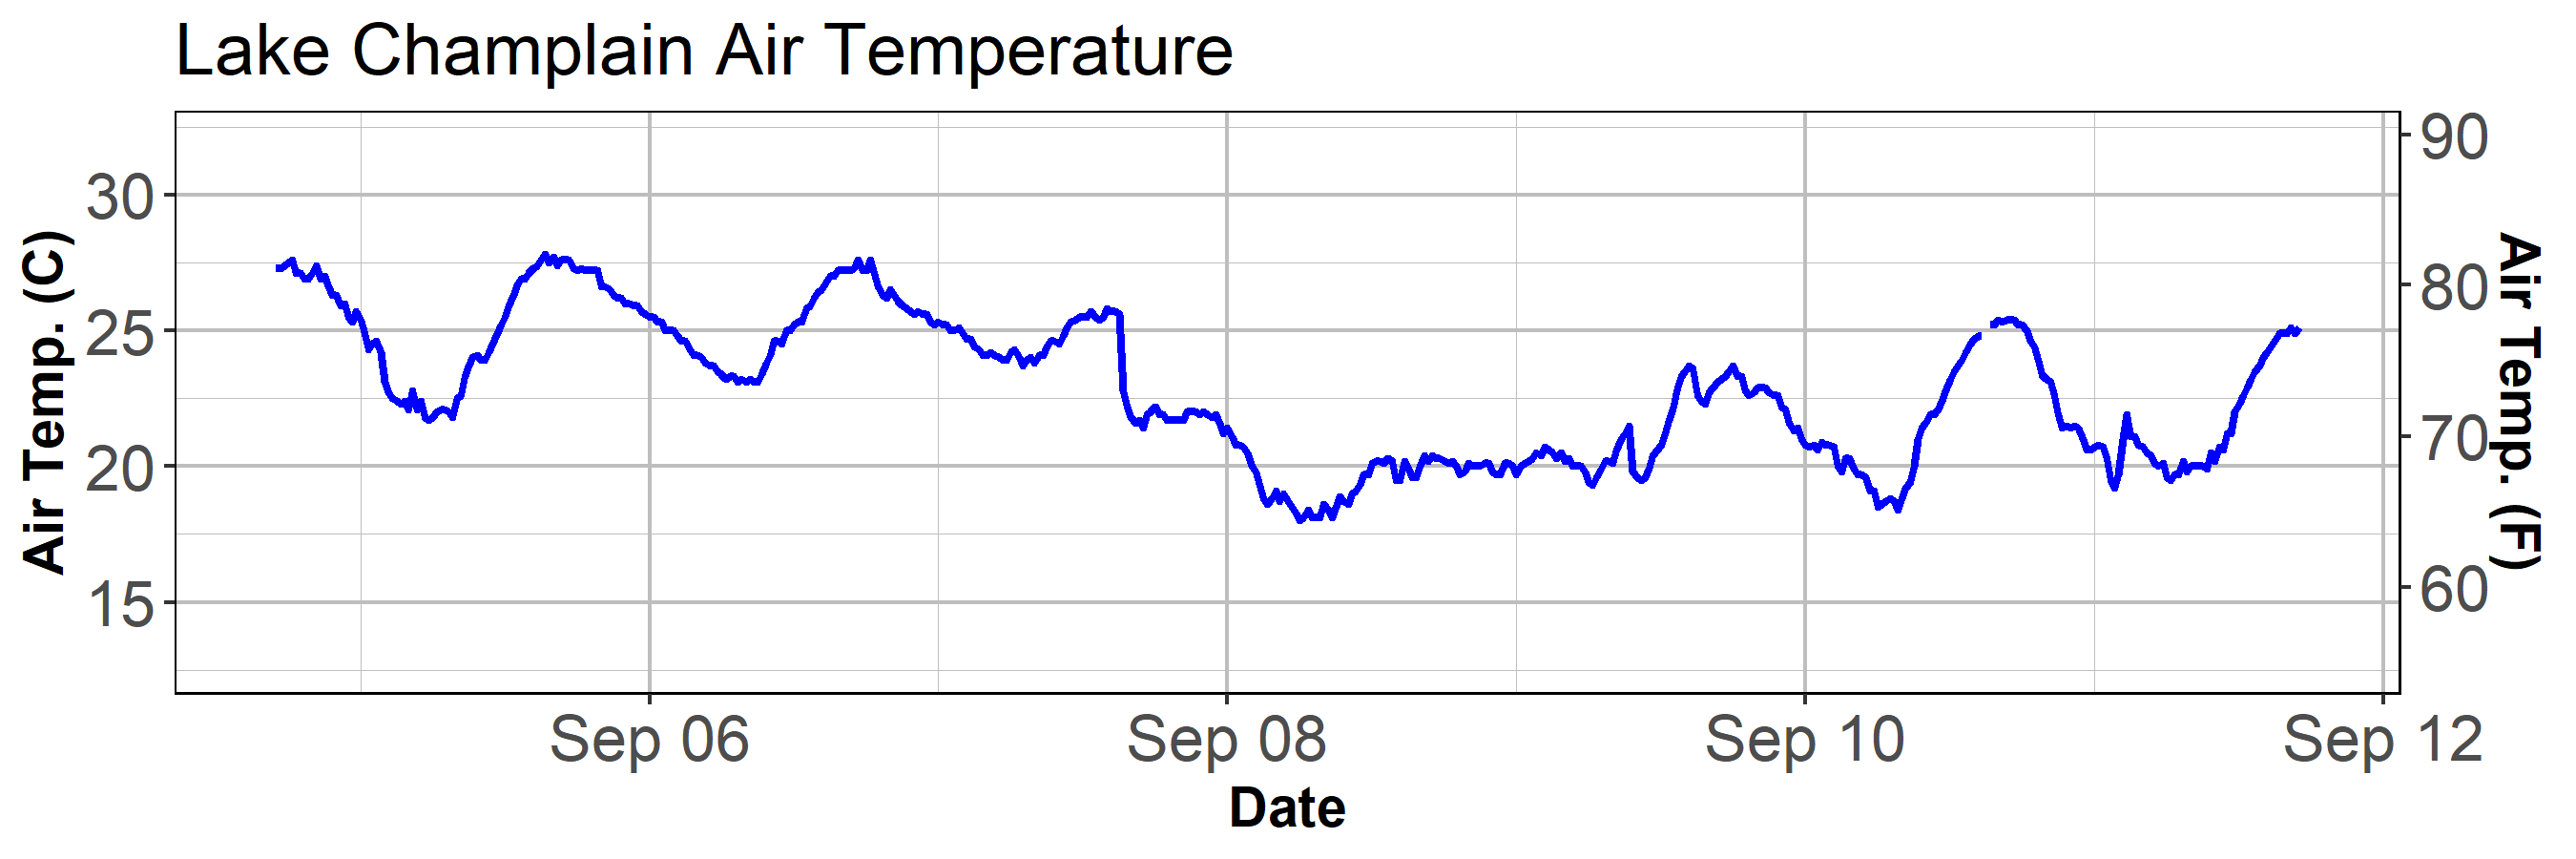 Lake Champlain Air Temperature
Air Temp. (C)
30
25
20
15
90
80
70
60
Air Temp. (F)
Sep 06
Sep 08
Sep 10
Sep 12
Date